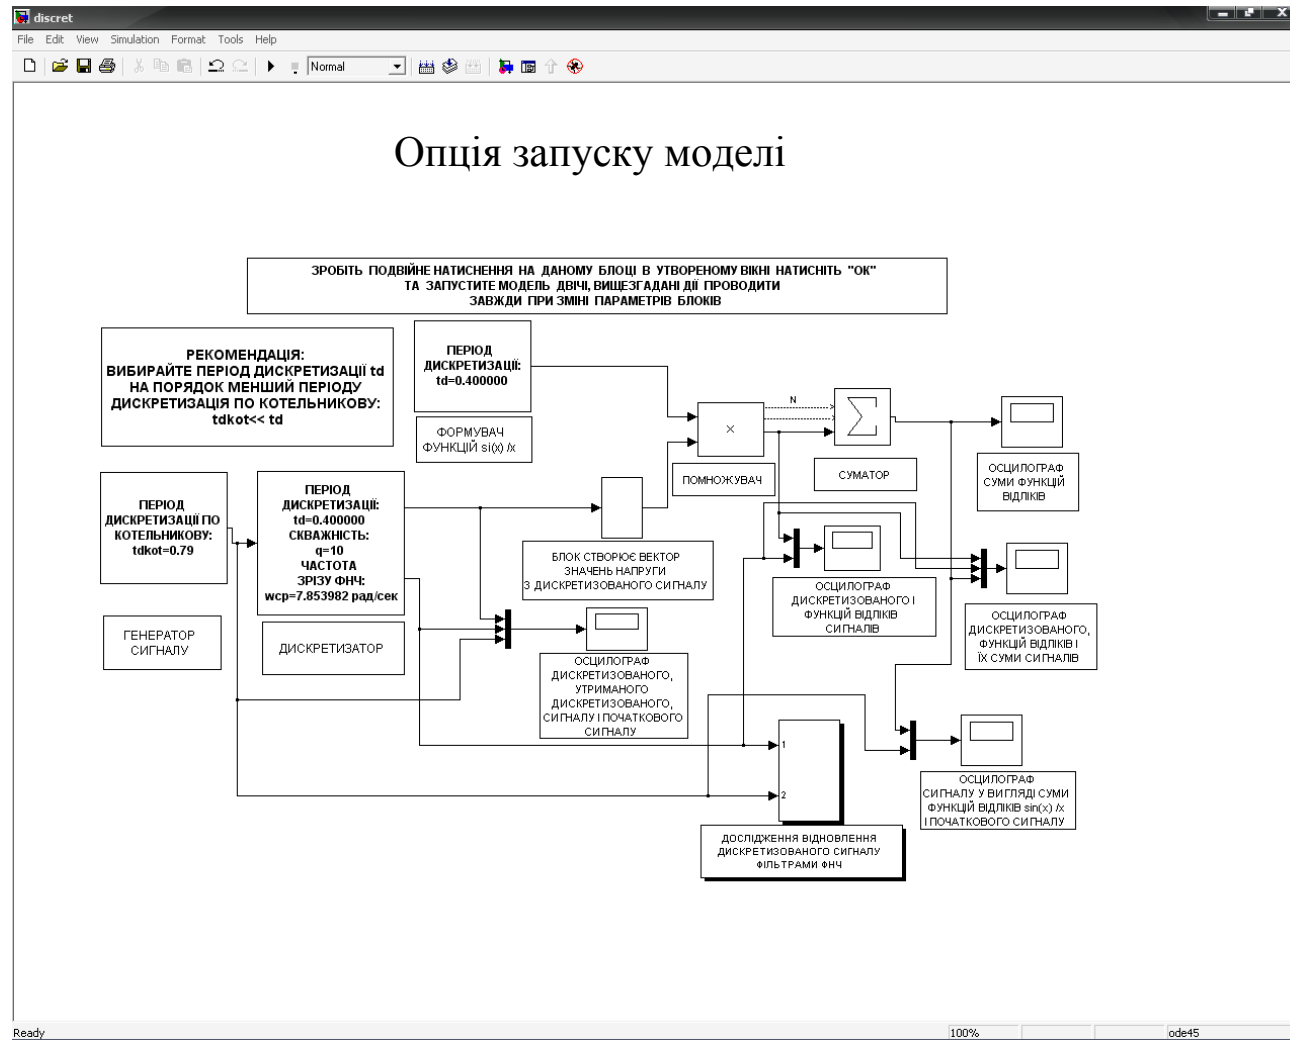 discret
File Edit View Simulation Format Tools Help
Normal
Опція запуску моделі
ЗРОБІТЬ ПОДВІЙНЕ НАТИСНЕННЯ НА ДАНОМУ БЛОЦІ В УТВОРЕНОМУ ВІКНІ НАТИСНІТЬ "ОК"
ТА ЗАПУСТИТЕ МОДЕЛЬ ДВІЧІ, ВИЩЕЗГАДАНІ ДІЇ ПРОВОДИТИ
ЗАВЖДИ ПРИ ЗМІНІ ПАРАМЕТРІВ БЛОКІВ
РЕКОМЕНДАЦІЯ:
ВИБИРАЙТЕ ПЕРІОД ДИСКРЕТИЗАЦІЇ td
НА ПОРЯДОК МЕНШИЙ ПЕРІОДУ
ДИСКРЕТИЗАЦІЯ ПО КОТЕЛЬНИКОВУ:
tdkot<< td
ПЕРІОД
ДИСКРЕТИЗАЦІЇ:
td=0.400000
ФОРМУВАЧ
ФУНКЦІЙ si(x) /x
×
N
ПОМНОЖУВАЧ
Σ
СУМАТОР
ОСЦИЛОГРАФ
СУМИ ФУНКЦІЙ
ВІДЛІКІВ
ПЕРІОД
ДИСКРЕТИЗАЦІЇ ПО
КОТЕЛЬНИКОВУ:
tdkot=0.79
ГЕНЕРАТОР
СИГНАЛУ
ПЕРІОД
ДИСКРЕТИЗАЦІЇ:
td=0.400000
СКВАЖНІСТЬ:
q=10
ЧАСТОТА
ЗРІЗУ ФНЧ:
wcp=7.853982 рад/сек
ДИСКРЕТИЗАТОР
БЛОК СТВОРЮЄ ВЕКТОР
ЗНАЧЕНЬ НАПРУГИ
З ДИСКРЕТИЗОВАНОГО СИГНАЛУ
ОСЦИЛОГРАФ
ДИСКРЕТИЗОВАНОГО І
ФУНКЦІЙ ВІДЛІКІВ
СИГНАЛІВ
ОСЦИЛОГРАФ
ДИСКРЕТИЗОВАНОГО,
ФУНКЦІЙ ВІДЛІКІВ І
ЇХ СУМИ СИГНАЛІВ
ОСЦИЛОГРАФ
ДИСКРЕТИЗОВАНОГО,
УТРИМАНОГО
ДИСКРЕТИЗОВАНОГО,
СИГНАЛУ І ПОЧАТКОВОГО
СИГНАЛУ
1
2
ДОСЛІДЖЕННЯ ВІДНОВЛЕННЯ
ДИСКРЕТИЗОВАНОГО СИГНАЛУ
ФІЛЬТРАМИ ФНЧ
ОСЦИЛОГРАФ
СИГНАЛУ У ВИГЛЯДІ СУМИ
ФУНКЦІЙ ВІДЛІКІВ sin(x) /x
І ПОЧАТКОВОГО СИГНАЛУ
Ready
100%
ode45